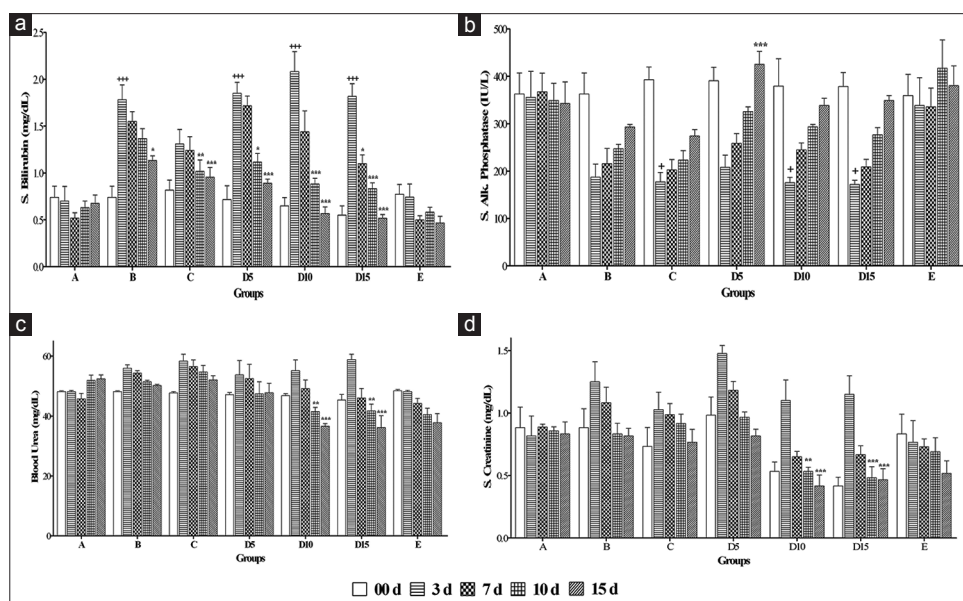 a
S. Bilirubin (mg/dL)
2.5
2.0
1.5
1.0
0.5
0.0
+++
*
**
***
+++
*
***
+++
***
***
+++
*
***
***
A B C D5 D10 D15 E
Groups
b
S. Alk. Phosphatase (IU/L)
500
400
300
200
100
0
+
***
+
+
A B C D5 D10 D15 E
Groups
c
Blood Urea (mg/dL)
60
40
20
0
**
***
**
***
A B C D5 D10 D15 E
Groups
d
S. Creatinine (mg/dL)
1.5
1.0
0.5
0.0
**
***
***
***
A B C D5 D10 D15 E
Groups
00 d 3 d 7 d 10 d 15 d